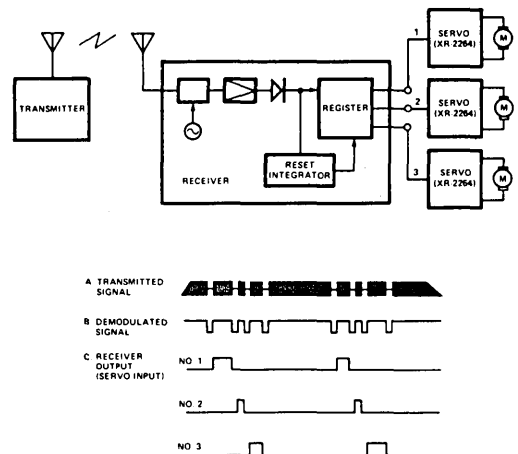 1
SERVO
(XR-2264)
M
TRANSMITTER
REGISTER
2
SERVO
(XR-2264)
M
RESET
INTEGRATOR
RECEIVER
3
SERVO
(XR-2264)
M
A TRANSMITTED
SIGNAL
B DEMODULATED
SIGNAL
C RECEIVER
OUTPUT
(SERVO INPUT)
NO. 1
NO. 2
NO. 3